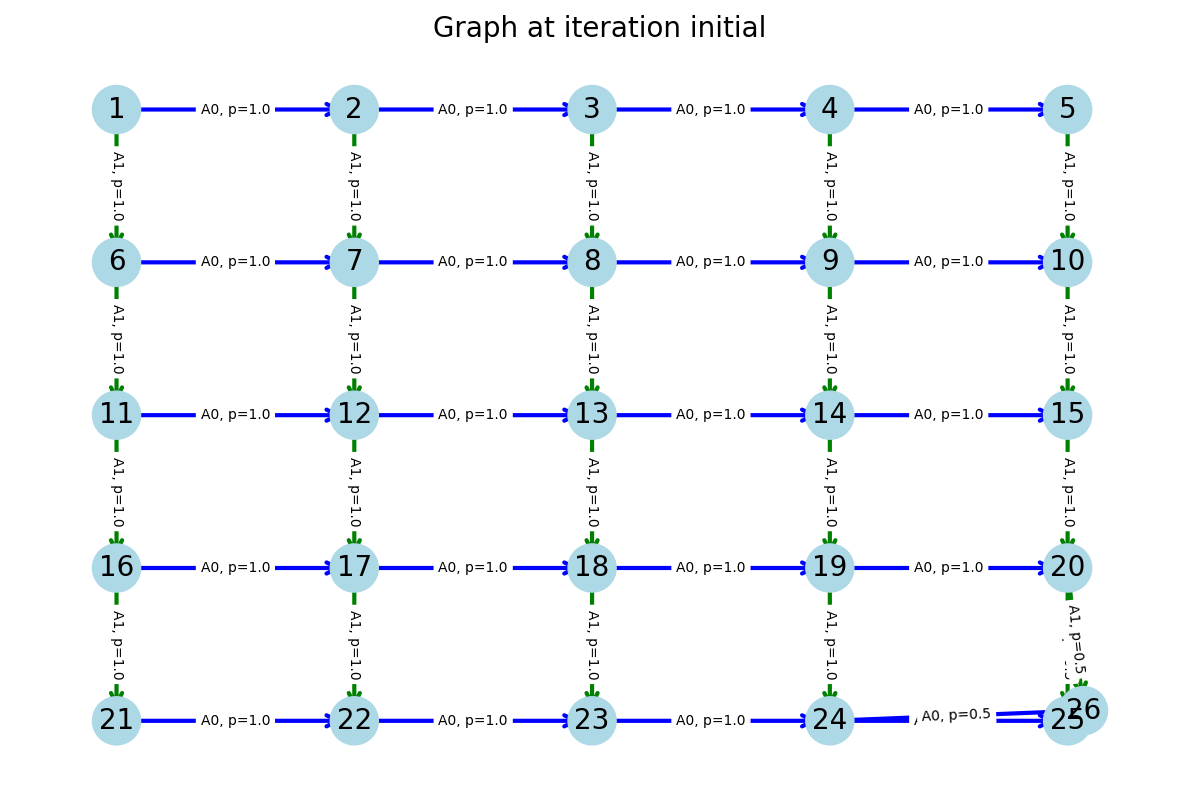 Graph at iteration initial
1 A0, p=1.0 2 A0, p=1.0 3 A0, p=1.0 4 A0, p=1.0 5
A1, p=1.0 A1, p=1.0 A1, p=1.0 A1, p=1.0 A1, p=1.0
6 A0, p=1.0 7 A0, p=1.0 8 A0, p=1.0 9 A0, p=1.0 10
A1, p=1.0 A1, p=1.0 A1, p=1.0 A1, p=1.0 A1, p=1.0
11 A0, p=1.0 12 A0, p=1.0 13 A0, p=1.0 14 A0, p=1.0 15
A1, p=1.0 A1, p=1.0 A1, p=1.0 A1, p=1.0 A1, p=1.0
16 A0, p=1.0 17 A0, p=1.0 18 A0, p=1.0 19 A0, p=1.0 20
A1, p=1.0 A1, p=1.0 A1, p=1.0 A1, p=1.0 A1, p=0.5
21 A0, p=1.0 22 A0, p=1.0 23 A0, p=1.0 24 A0, p=0.5 25 26